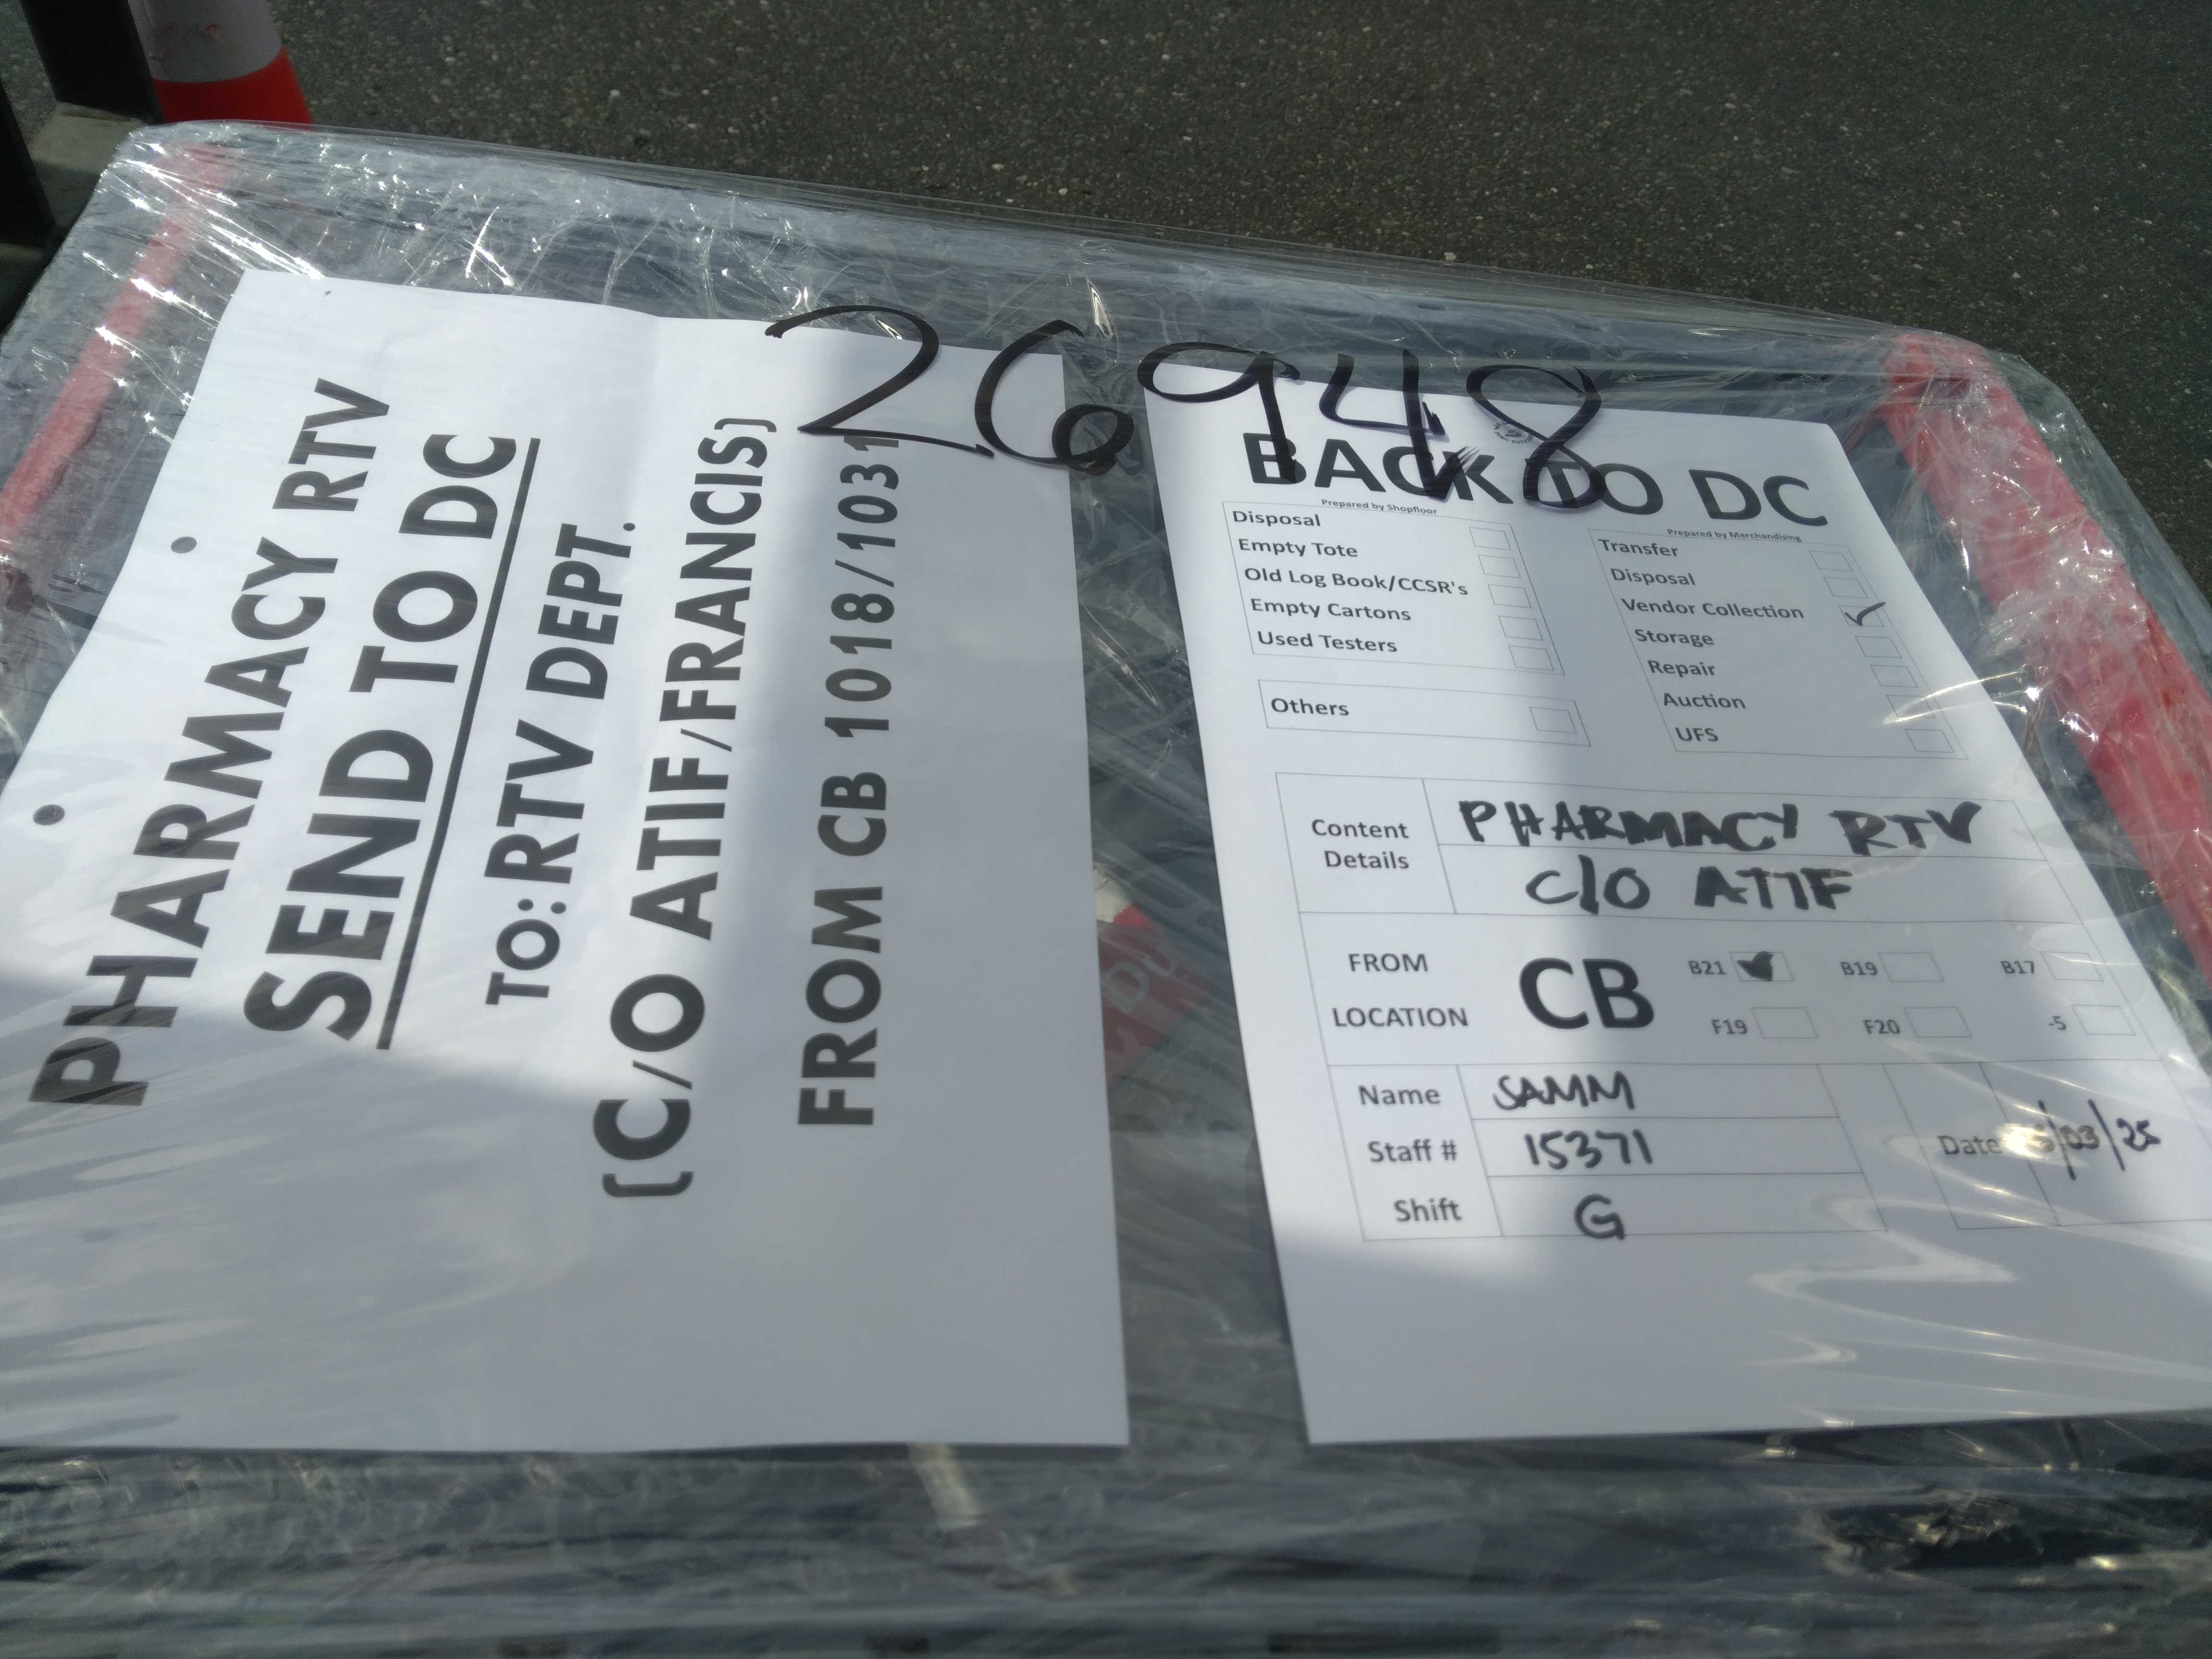 26948
PHARMACY RTV
SEND TO DC
TO: RTV DEPT.
(C/O ATIF/FRANCIS)
FROM CB 1018/1031
BACK TO DC
Prepared by Shopfloor
Disposal
Empty Tote
Old Log Book/CCSR's
Empty Cartons
Used Testers
Others
Prepared by Merchandising
Transfer
Disposal
Vendor Collection
Storage
Repair
Auction
UFS
Content Details
PHARMACY RTV
C/O ATIF
FROM LOCATION
CB
B21 B19 B17
F19 F20 -5
Name SAMM
Staff # 15371
Shift G
Date /03/25